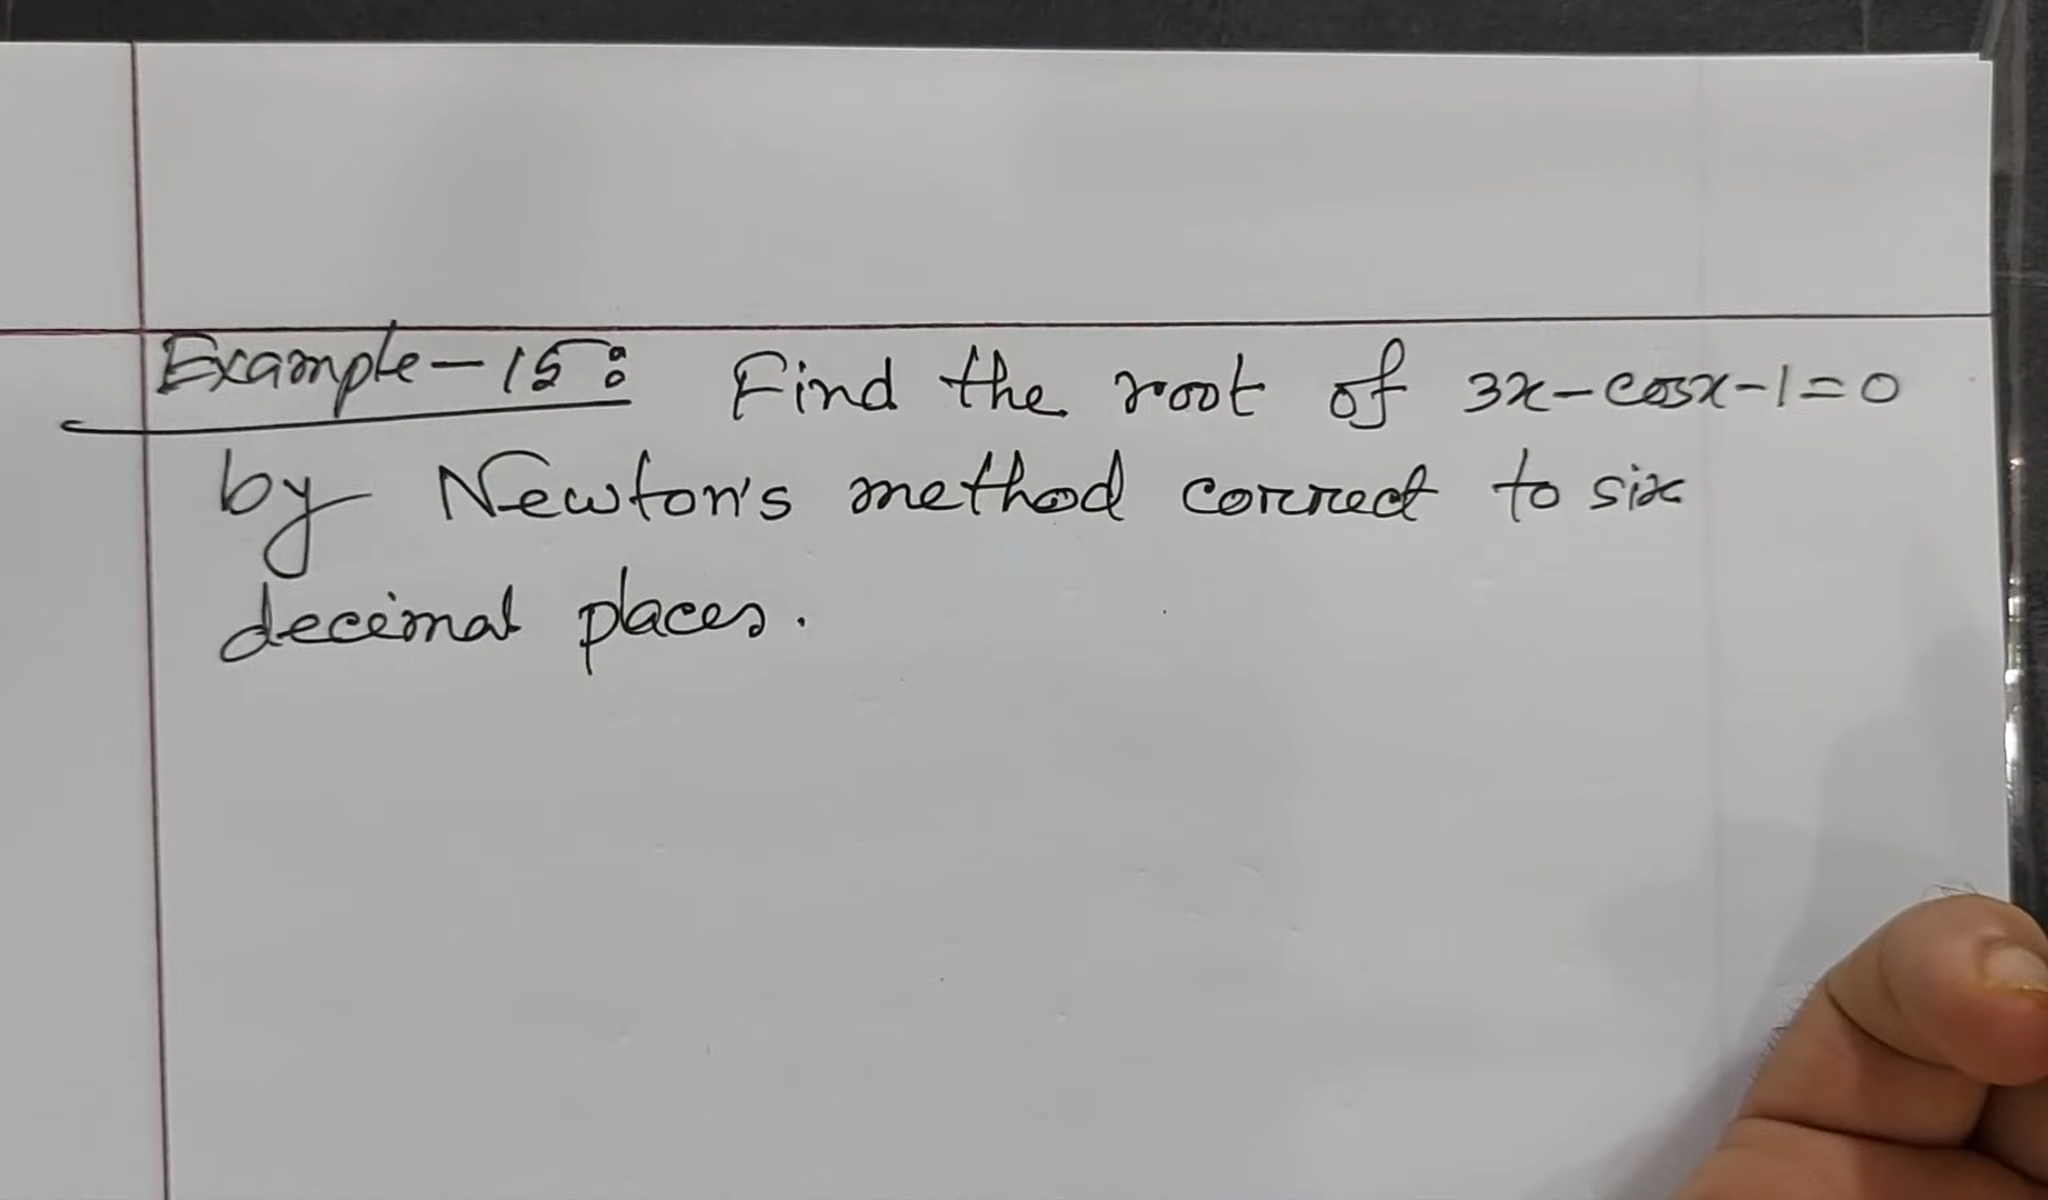 Example-15: Find the root of 3x-cosx-1=0
by Newton's method correct to six
decimal places.